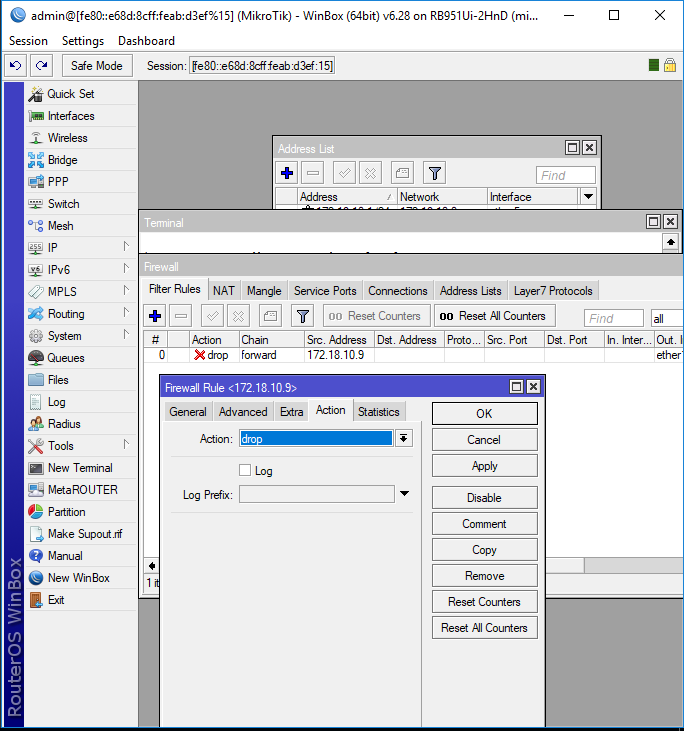 admin@[fe80::e68d:8cff:feab:d3ef%15] (MikroTik) - WinBox (64bit) v6.28 on RB951Ui-2HnD (mi...
Session Settings Dashboard
Safe Mode Session: [fe80::e68d:8cff:feab:d3ef:15]
Quick Set
Interfaces
Wireless
Bridge
PPP
Switch
Mesh
IP
IPv6
MPLS
Routing
System
Queues
Files
Log
Radius
Tools
New Terminal
MetaROUTER
Partition
Make Supout.rif
Manual
New WinBox
Exit
RouterOS WinBox
Address List
Find
Address Network Interface
Terminal
Firewall
Filter Rules NAT Mangle Service Ports Connections Address Lists Layer7 Protocols
00 Reset Counters 00 Reset All Counters Find all
# Action Chain Src. Address Dst. Address Proto... Src. Port Dst. Port In. Inter... Out. I
0 drop forward 172.18.10.9 ether
1 it
Firewall Rule <172.18.10.9>
General Advanced Extra Action Statistics
Action: drop
Log
Log Prefix:
OK
Cancel
Apply
Disable
Comment
Copy
Remove
Reset Counters
Reset All Counters